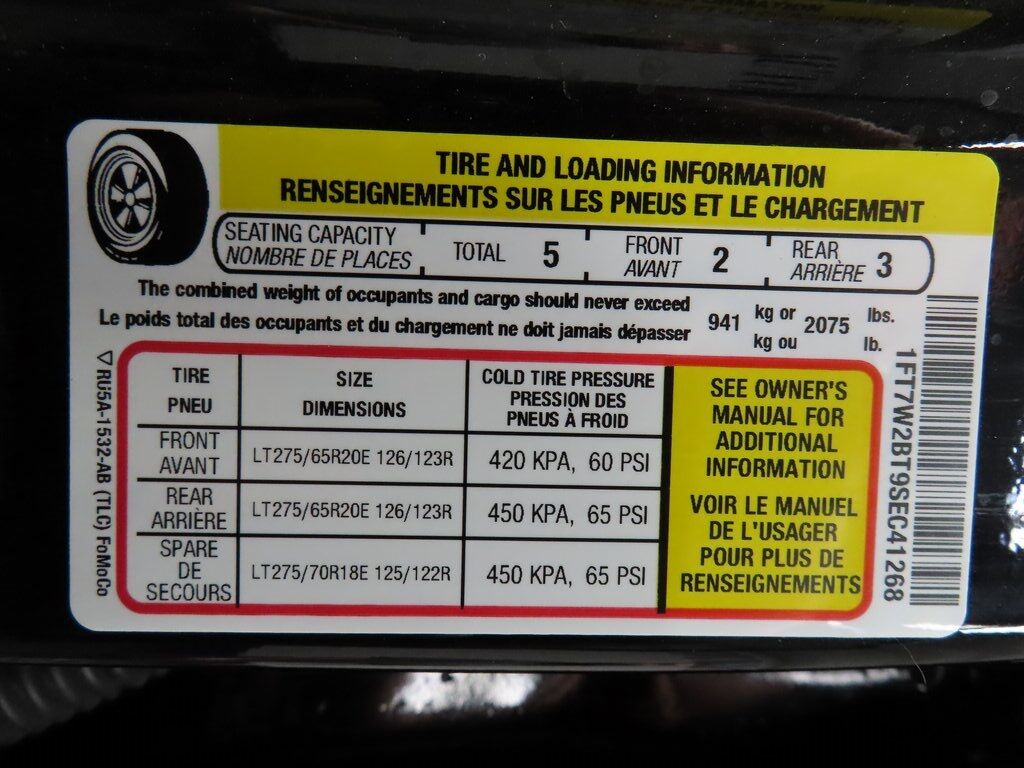 TIRE AND LOADING INFORMATION
RENSEIGNEMENTS SUR LES PNEUS ET LE CHARGEMENT
SEATING CAPACITY
NOMBRE DE PLACES
TOTAL 5
FRONT
AVANT
2
REAR
ARRIÈRE
3
The combined weight of occupants and cargo should never exceed
Le poids total des occupants et du chargement ne doit jamais dépasser
941
kg or
kg ou
2075
lbs.
lb.
TIRE
PNEU
SIZE
DIMENSIONS
COLD TIRE PRESSURE
PRESSION DES
PNEUS À FROID
FRONT
AVANT
LT275/65R20E 126/123R
420 KPA, 60 PSI
REAR
ARRIÈRE
LT275/65R20E 126/123R
450 KPA, 65 PSI
SPARE
DE
SECOURS
LT275/70R18E 125/122R
450 KPA, 65 PSI
SEE OWNER'S
MANUAL FOR
ADDITIONAL
INFORMATION
VOIR LE MANUEL
DE L'USAGER
POUR PLUS DE
RENSEIGNEMENTS
RU5A-1532-AB (TLC) FoMoCo
1FT7W2BT9SEC41268